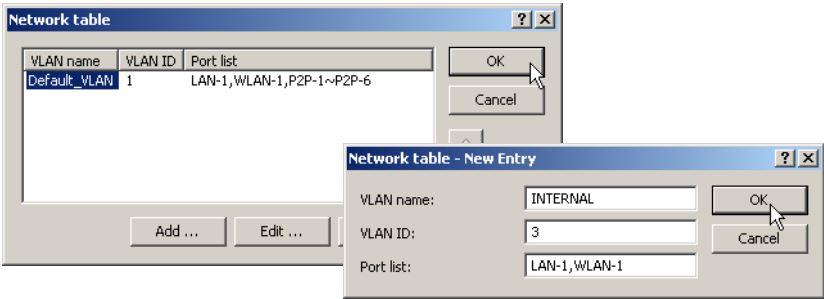 Network table
VLAN name VLAN ID Port list
Default_VLAN 1 LAN-1,WLAN-1,P2P-1~P2P-6
OK
Cancel
Add ... Edit ...
Network table - New Entry
VLAN name: INTERNAL
VLAN ID: 3
Port list: LAN-1,WLAN-1
OK
Cancel